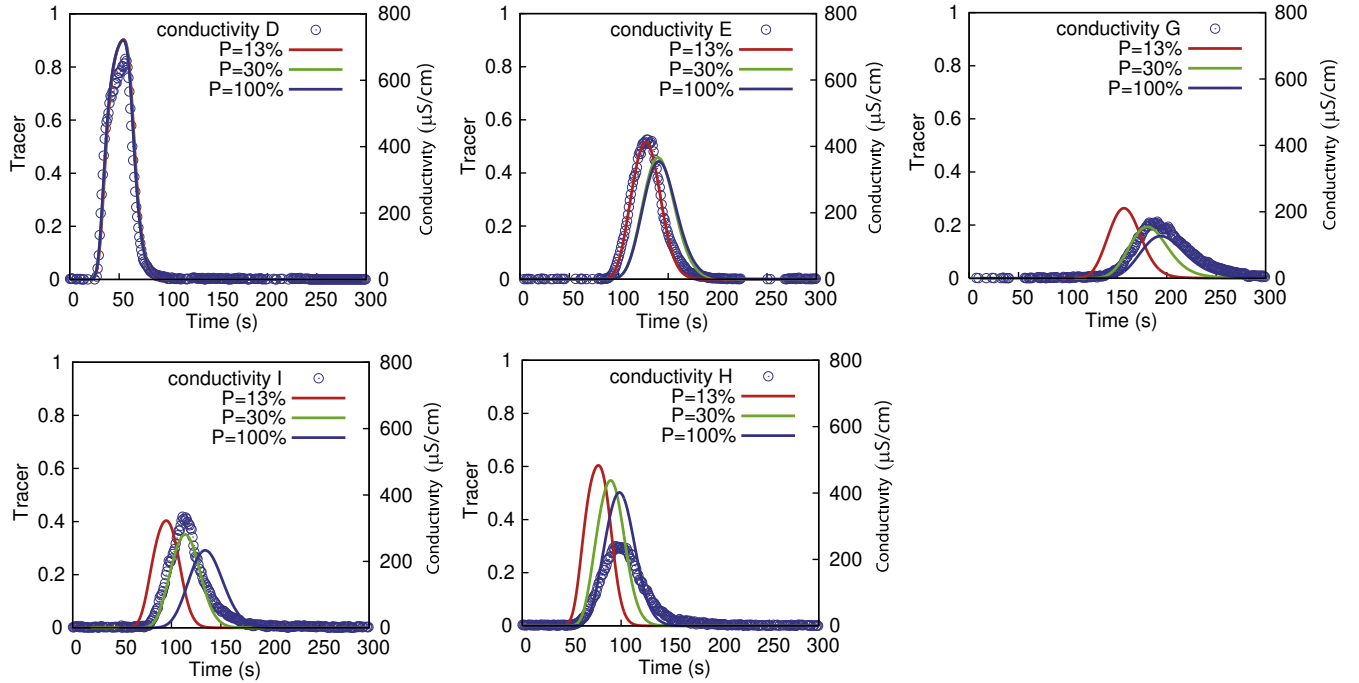 conductivity D
P=13%
P=30%
P=100%
1
0.8
0.6
0.4
0.2
0
800
600
400
200
0
Tracer
Conductivity (μS/cm)
0 50 100 150 200 250 300
Time (s)
conductivity E
P=13%
P=30%
P=100%
1
0.8
0.6
0.4
0.2
0
800
600
400
200
0
Tracer
Conductivity (μS/cm)
0 50 100 150 200 250 300
Time (s)
conductivity G
P=13%
P=30%
P=100%
1
0.8
0.6
0.4
0.2
0
800
600
400
200
0
Tracer
Conductivity (μS/cm)
0 50 100 150 200 250 300
Time (s)
conductivity I
P=13%
P=30%
P=100%
1
0.8
0.6
0.4
0.2
0
800
600
400
200
0
Tracer
Conductivity (μS/cm)
0 50 100 150 200 250 300
Time (s)
conductivity H
P=13%
P=30%
P=100%
1
0.8
0.6
0.4
0.2
0
800
600
400
200
0
Tracer
Conductivity (μS/cm)
0 50 100 150 200 250 300
Time (s)